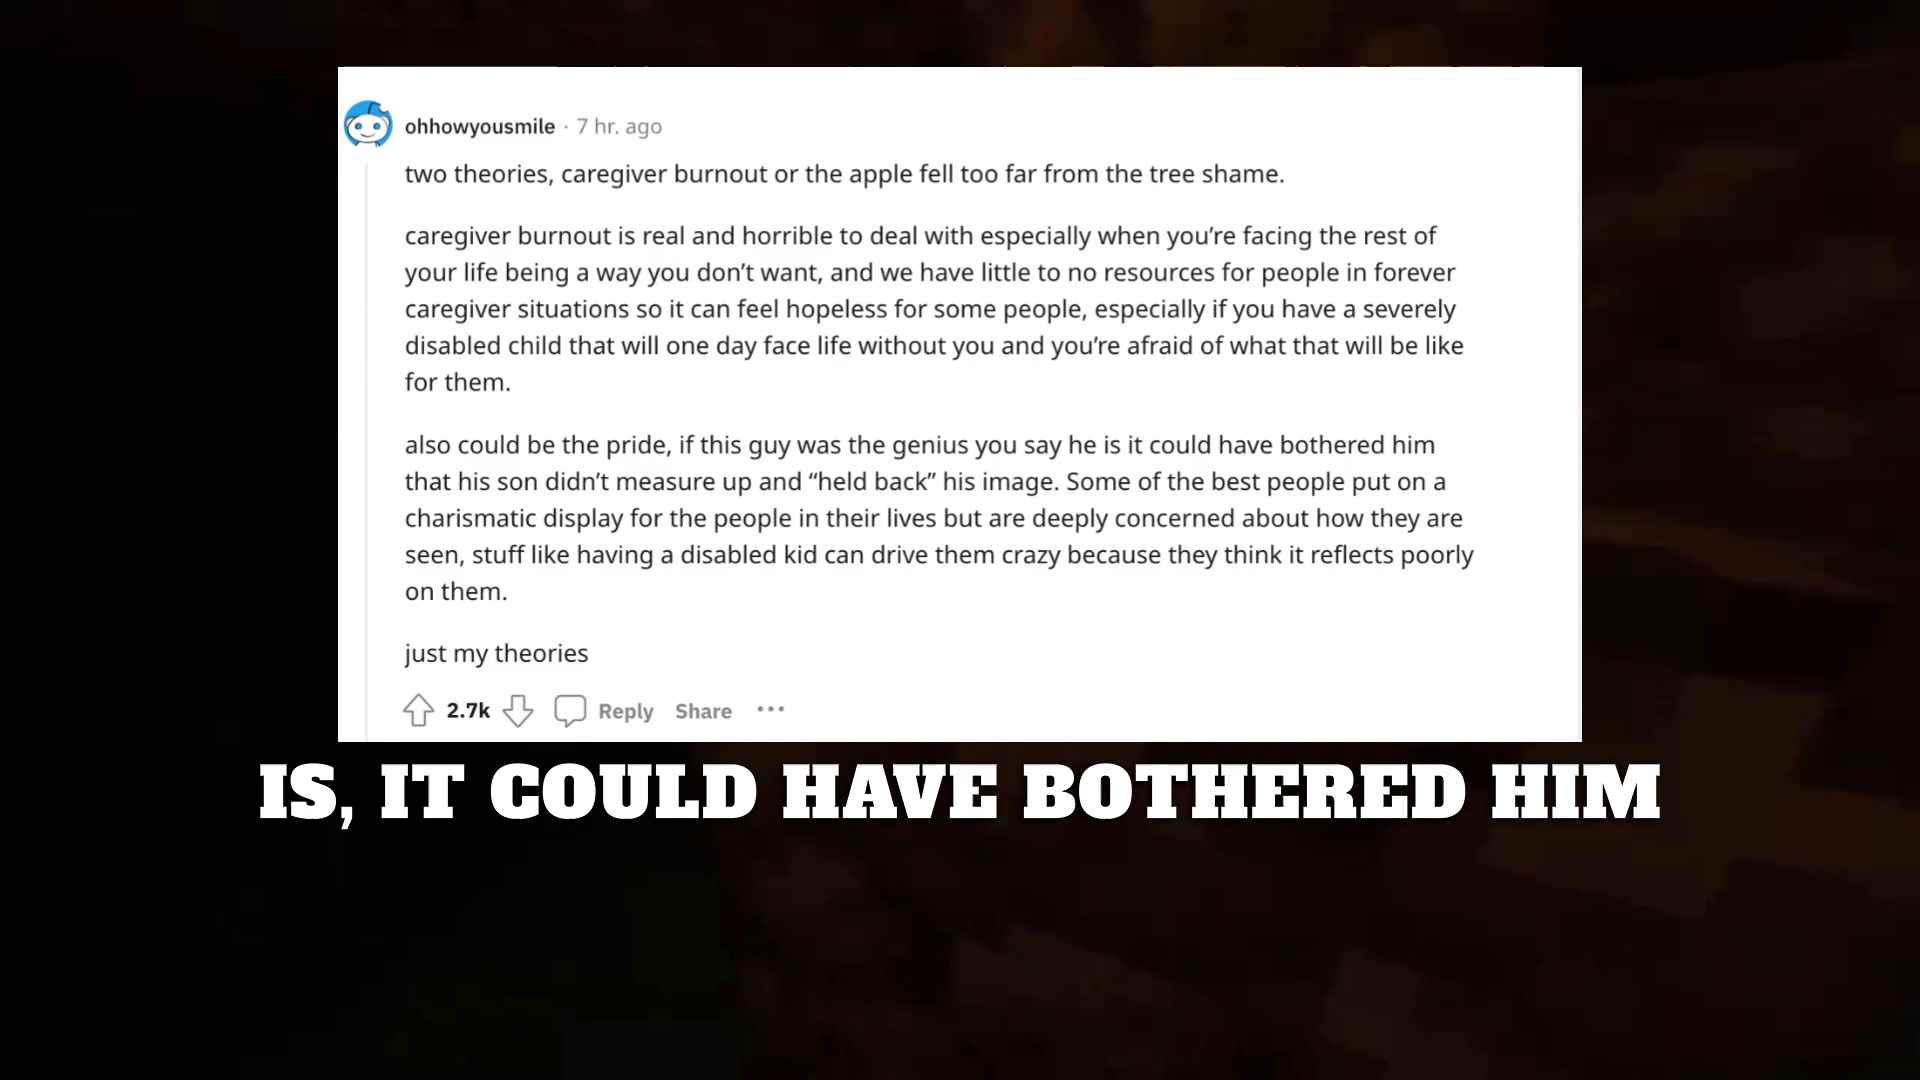 ohhowyousmile · 7 hr. ago
two theories, caregiver burnout or the apple fell too far from the tree shame.
caregiver burnout is real and horrible to deal with especially when you’re facing the rest of
your life being a way you don’t want, and we have little to no resources for people in forever
caregiver situations so it can feel hopeless for some people, especially if you have a severely
disabled child that will one day face life without you and you’re afraid of what that will be like
for them.
also could be the pride, if this guy was the genius you say he is it could have bothered him
that his son didn’t measure up and “held back” his image. Some of the best people put on a
charismatic display for the people in their lives but are deeply concerned about how they are
seen, stuff like having a disabled kid can drive them crazy because they think it reflects poorly
on them.
just my theories
2.7k Reply Share ···
IS, IT COULD HAVE BOTHERED HIM